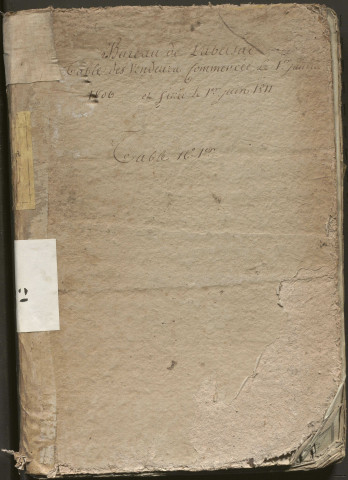 Bureau de Labastide
Table des Vendeurs Commencée le 1er janvier
1806 et finie le 1er juin 1811
Table No 1er